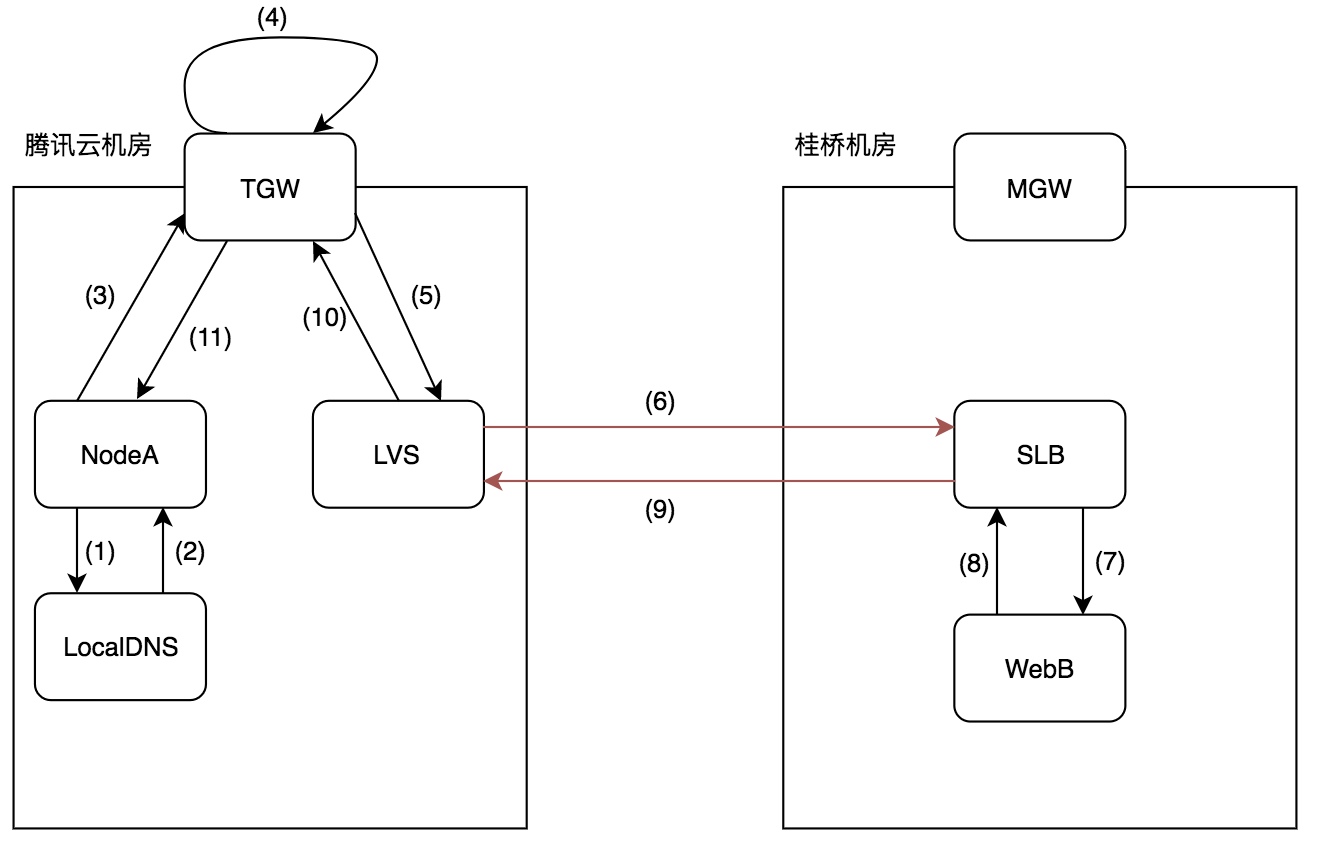 (4)
腾讯云机房
桂桥机房
TGW
MGW
(3)
(5)
(10)
(11)
(6)
NodeA
LVS
SLB
(9)
(1)
(2)
(8)
(7)
LocalDNS
WebB